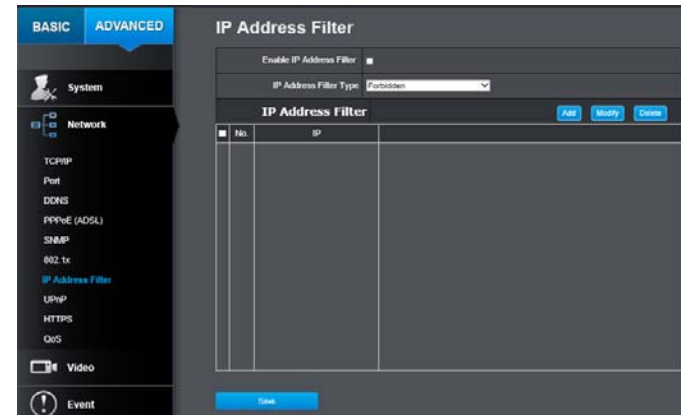 BASIC ADVANCED
IP Address Filter
Enable IP Address Filter
IP Address Filter Type Forbidden
IP Address Filter Add Modify Delete
No. IP
System
Network
TCP/IP
Port
DDNS
PPPoE (ADSL)
SNMP
802.1x
IP Address Filter
UPnP
HTTPS
QoS
Video
Event
Save